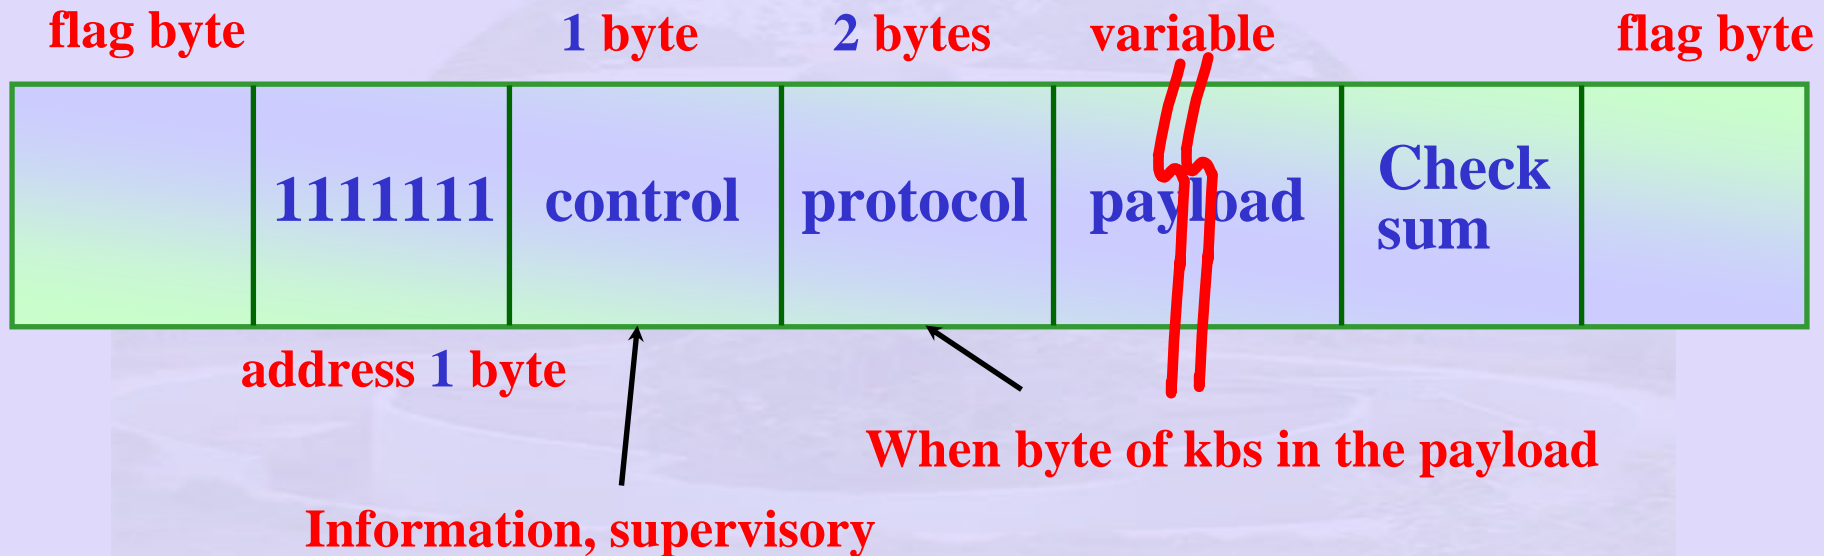 flag byte 1 byte 2 bytes variable flag byte
1111111 control protocol payload Check
sum
address 1 byte
When byte of kbs in the payload
Information, supervisory